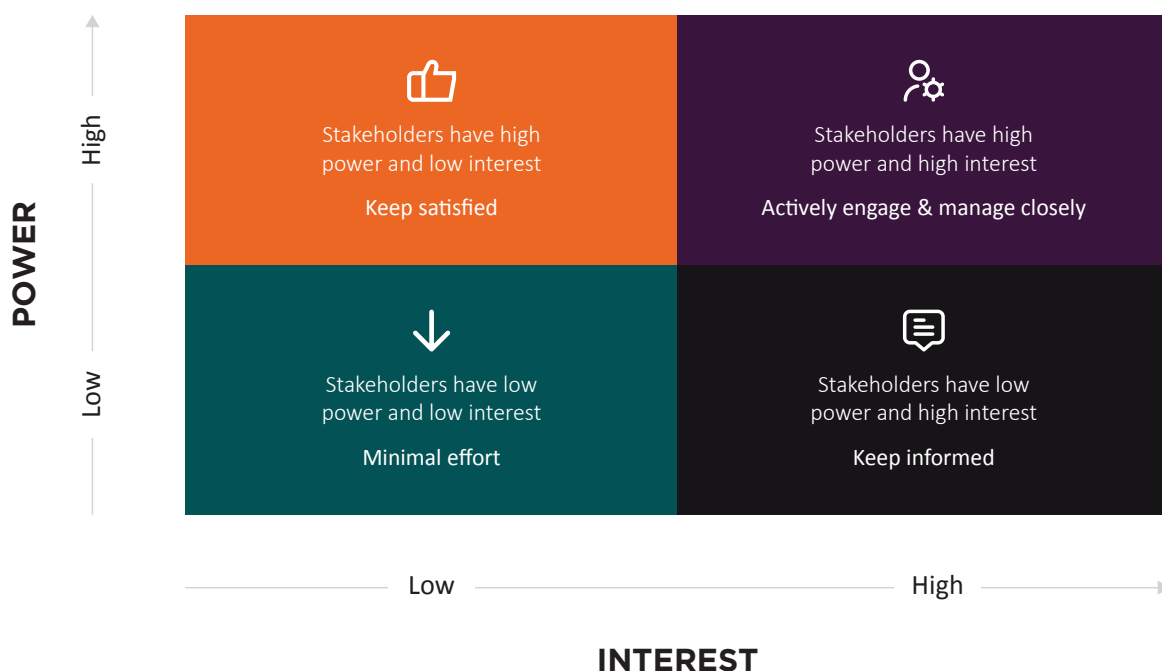 POWER
High
Low
Stakeholders have high
power and low interest
Keep satisfied
Stakeholders have high
power and high interest
Actively engage & manage closely
Stakeholders have low
power and low interest
Minimal effort
Stakeholders have low
power and high interest
Keep informed
Low
High
INTEREST